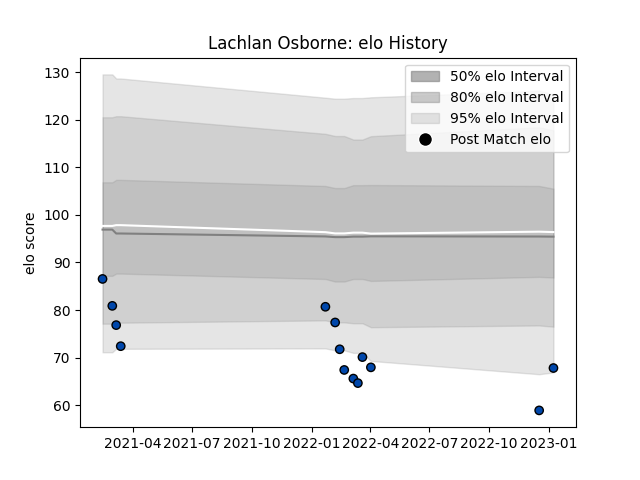 Lachlan Osborne: elo History
130
120
110
100
90
80
70
60
elo score
50% elo Interval
80% elo Interval
95% elo Interval
Post Match elo
2021-04 2021-07 2021-10 2022-01 2022-04 2022-07 2022-10 2023-01